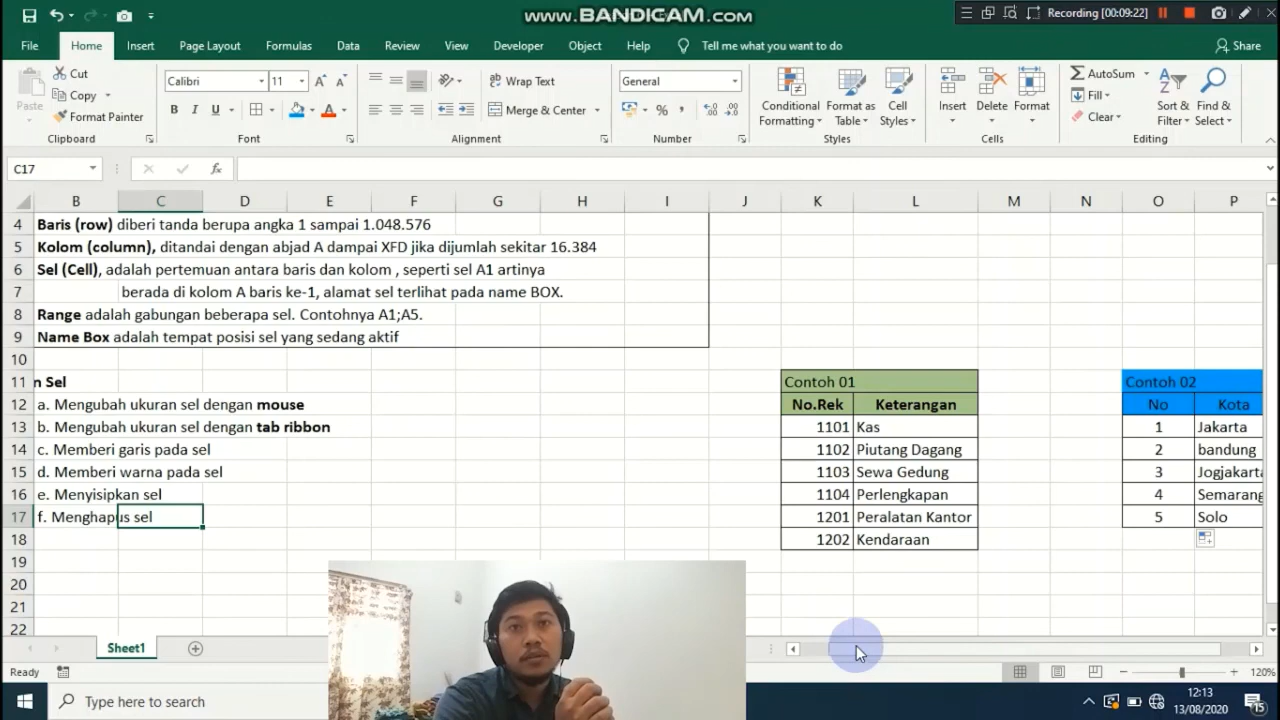 www.BANDICAM.com
Recording [00:09:22]
File Home Insert Page Layout Formulas Data Review View Developer Object Help Tell me what you want to do Share
Paste
Cut
Copy
Format Painter
Clipboard
Calibri 11
B I U
Font
Wrap Text
Merge & Center
Alignment
General
Number
Conditional Formatting
Format as Table
Cell Styles
Styles
Insert Delete Format
Cells
AutoSum
Fill
Clear
Sort & Filter
Find & Select
Editing
C17 fx
B C D E F G H I J K L M N O P
4 Baris (row) diberi tanda berupa angka 1 sampai 1.048.576
5 Kolom (column), ditandai dengan abjad A dampai XFD jika dijumlah sekitar 16.384
6 Sel (Cell), adalah pertemuan antara baris dan kolom , seperti sel A1 artinya
7 berada di kolom A baris ke-1, alamat sel terlihat pada name BOX.
8 Range adalah gabungan beberapa sel. Contohnya A1;A5.
9 Name Box adalah tempat posisi sel yang sedang aktif
10
11 n Sel Contoh 01 Contoh 02
12 a. Mengubah ukuran sel dengan mouse No.Rek Keterangan No Kota
13 b. Mengubah ukuran sel dengan tab ribbon 1101 Kas 1 Jakarta
14 c. Memberi garis pada sel 1102 Piutang Dagang 2 bandung
15 d. Memberi warna pada sel 1103 Sewa Gedung 3 Jogjakarta
16 e. Menyisipkan sel 1104 Perlengkapan 4 Semarang
17 f. Menghapus sel 1201 Peralatan Kantor 5 Solo
18 1202 Kendaraan
19
20
21
22
Sheet1
Ready 120%
Type here to search
12:13
13/08/2020
15